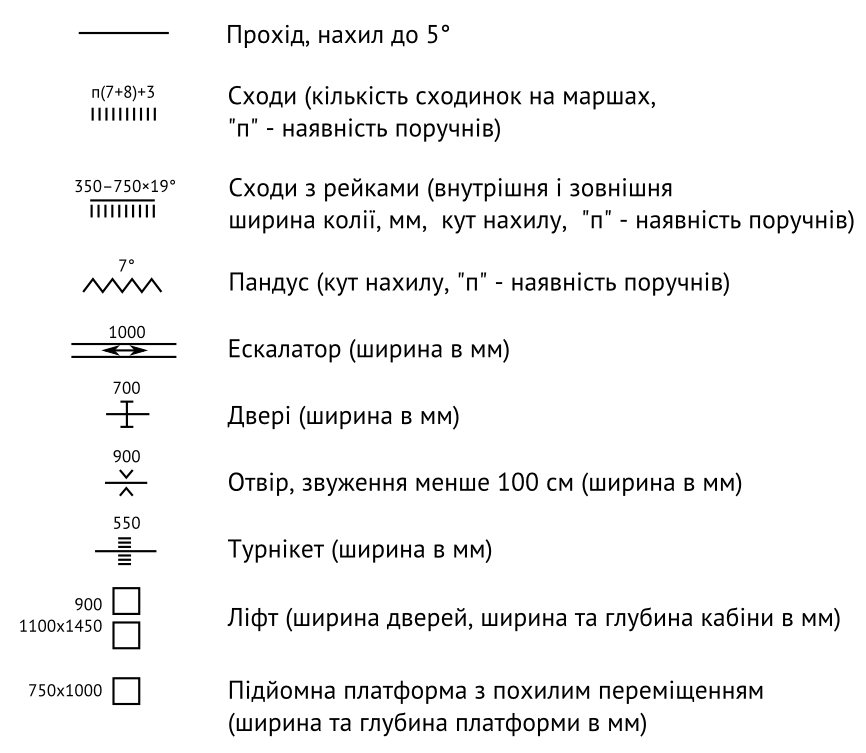 Прохід, нахил до 5°
п(7+8)+3
Сходи (кількість сходинок на маршах,
"п" - наявність поручнів)
350–750×19°
Сходи з рейками (внутрішня і зовнішня
ширина колії, мм, кут нахилу, "п" - наявність поручнів)
7°
Пандус (кут нахилу, "п" - наявність поручнів)
1000
Ескалатор (ширина в мм)
700
Двері (ширина в мм)
900
Отвір, звуження менше 100 см (ширина в мм)
550
Турнікет (ширина в мм)
900
1100х1450
Ліфт (ширина дверей, ширина та глубина кабіни в мм)
750х1000
Підйомна платформа з похилим переміщенням
(ширина та глубина платформи в мм)